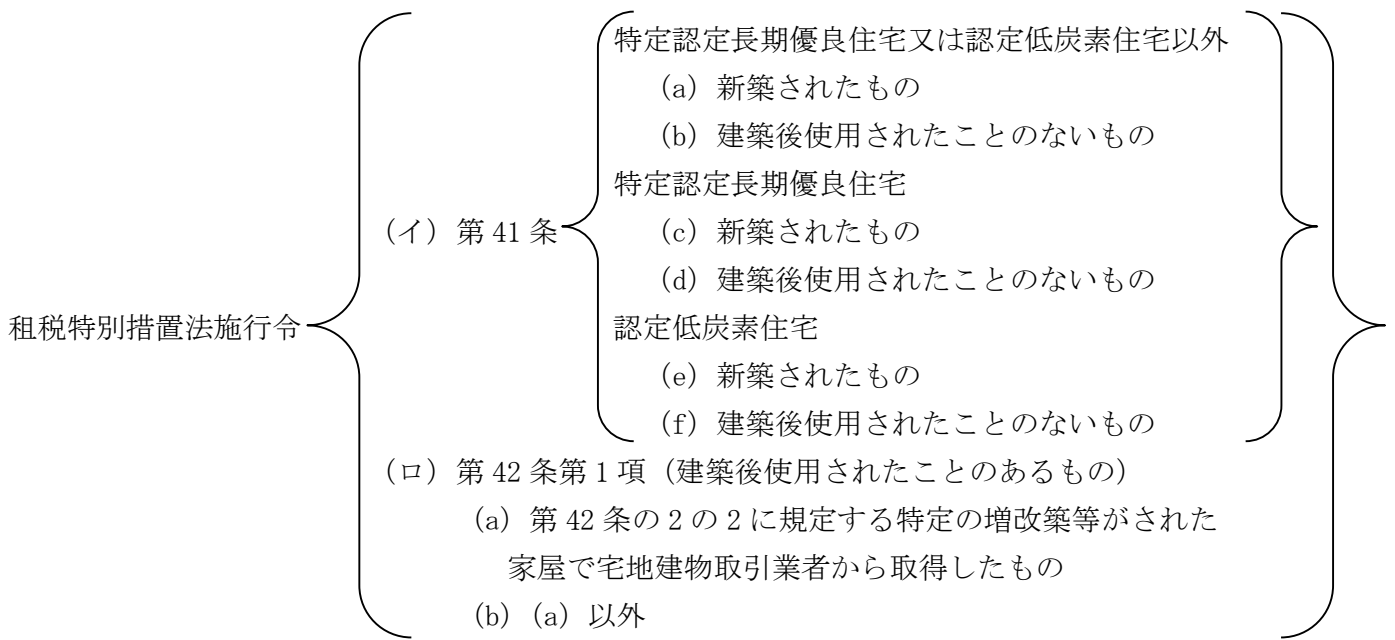 特定認定長期優良住宅又は認定低炭素住宅以外
(a) 新築されたもの
(b) 建築後使用されたことのないもの
特定認定長期優良住宅
(イ) 第 41 条
(c) 新築されたもの
(d) 建築後使用されたことのないもの
租税特別措置法施行令
認定低炭素住宅
(e) 新築されたもの
(f) 建築後使用されたことのないもの
(ロ) 第 42 条第 1 項 (建築後使用されたことのあるもの)
(a) 第 42 条の 2 の 2 に規定する特定の増改築等がされた
家屋で宅地建物取引業者から取得したもの
(b) (a) 以外